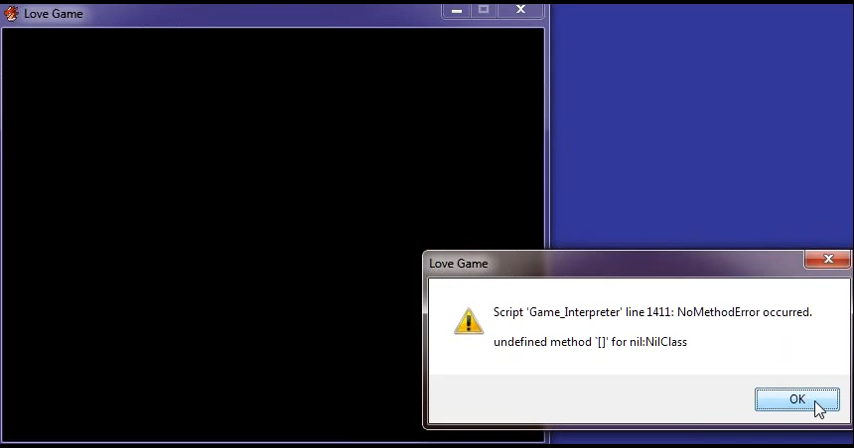 Love Game
Love Game
Script 'Game_Interpreter' line 1411: NoMethodError occurred.
undefined method `[]' for nil:NilClass
OK